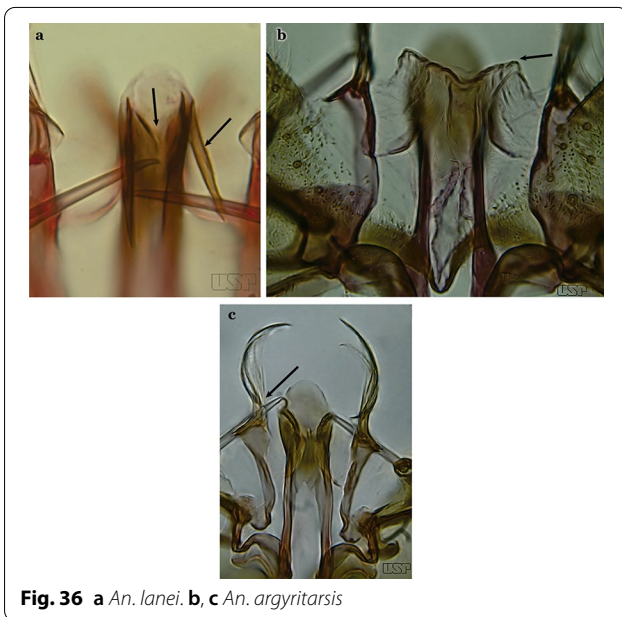 a
b
USP
USP
c
USP
Fig. 36 a An. lanei. b, c An. argyritarsis